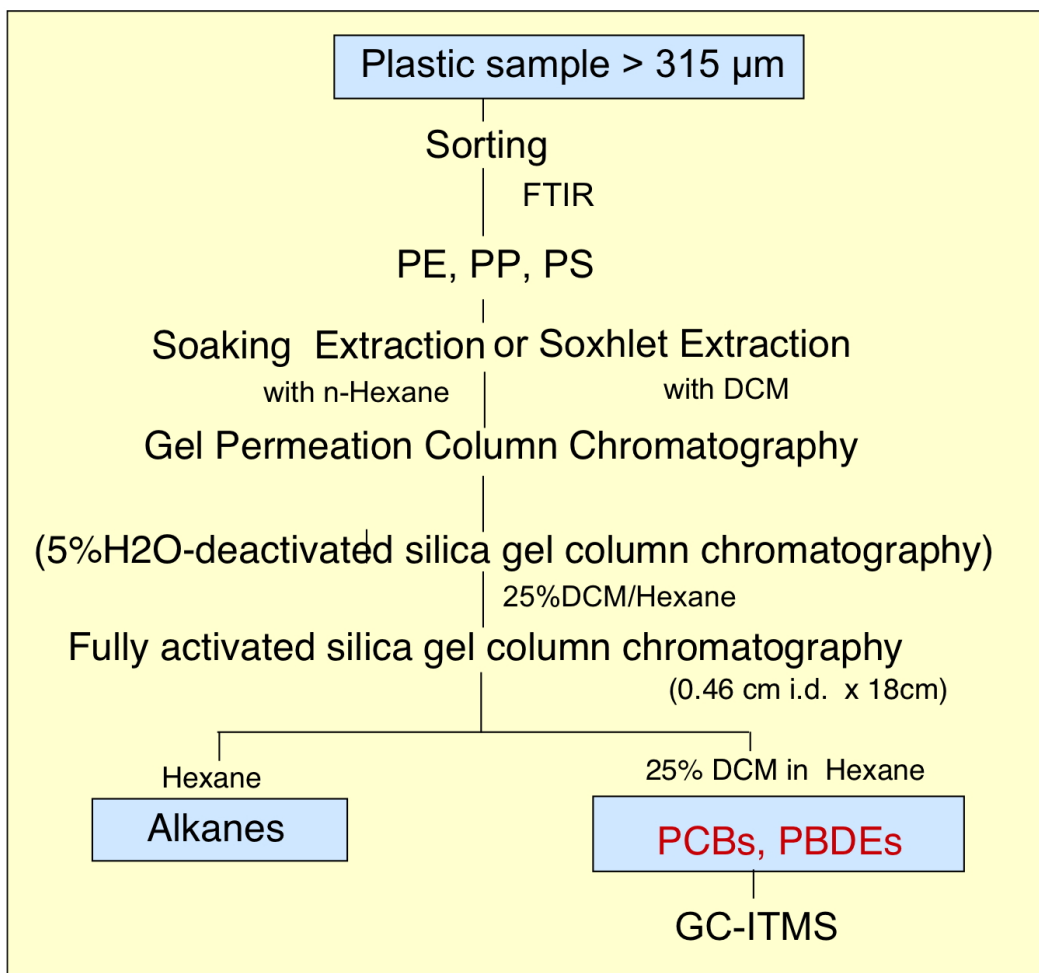 Plastic sample > 315 µm
Sorting
FTIR
PE, PP, PS
Soaking Extraction or Soxhlet Extraction
with n-Hexane with DCM
Gel Permeation Column Chromatography
(5%H2O-deactivated silica gel column chromatography)
25%DCM/Hexane
Fully activated silica gel column chromatography
(0.46 cm i.d. x 18cm)
Hexane
25% DCM in Hexane
Alkanes
PCBs, PBDEs
GC-ITMS